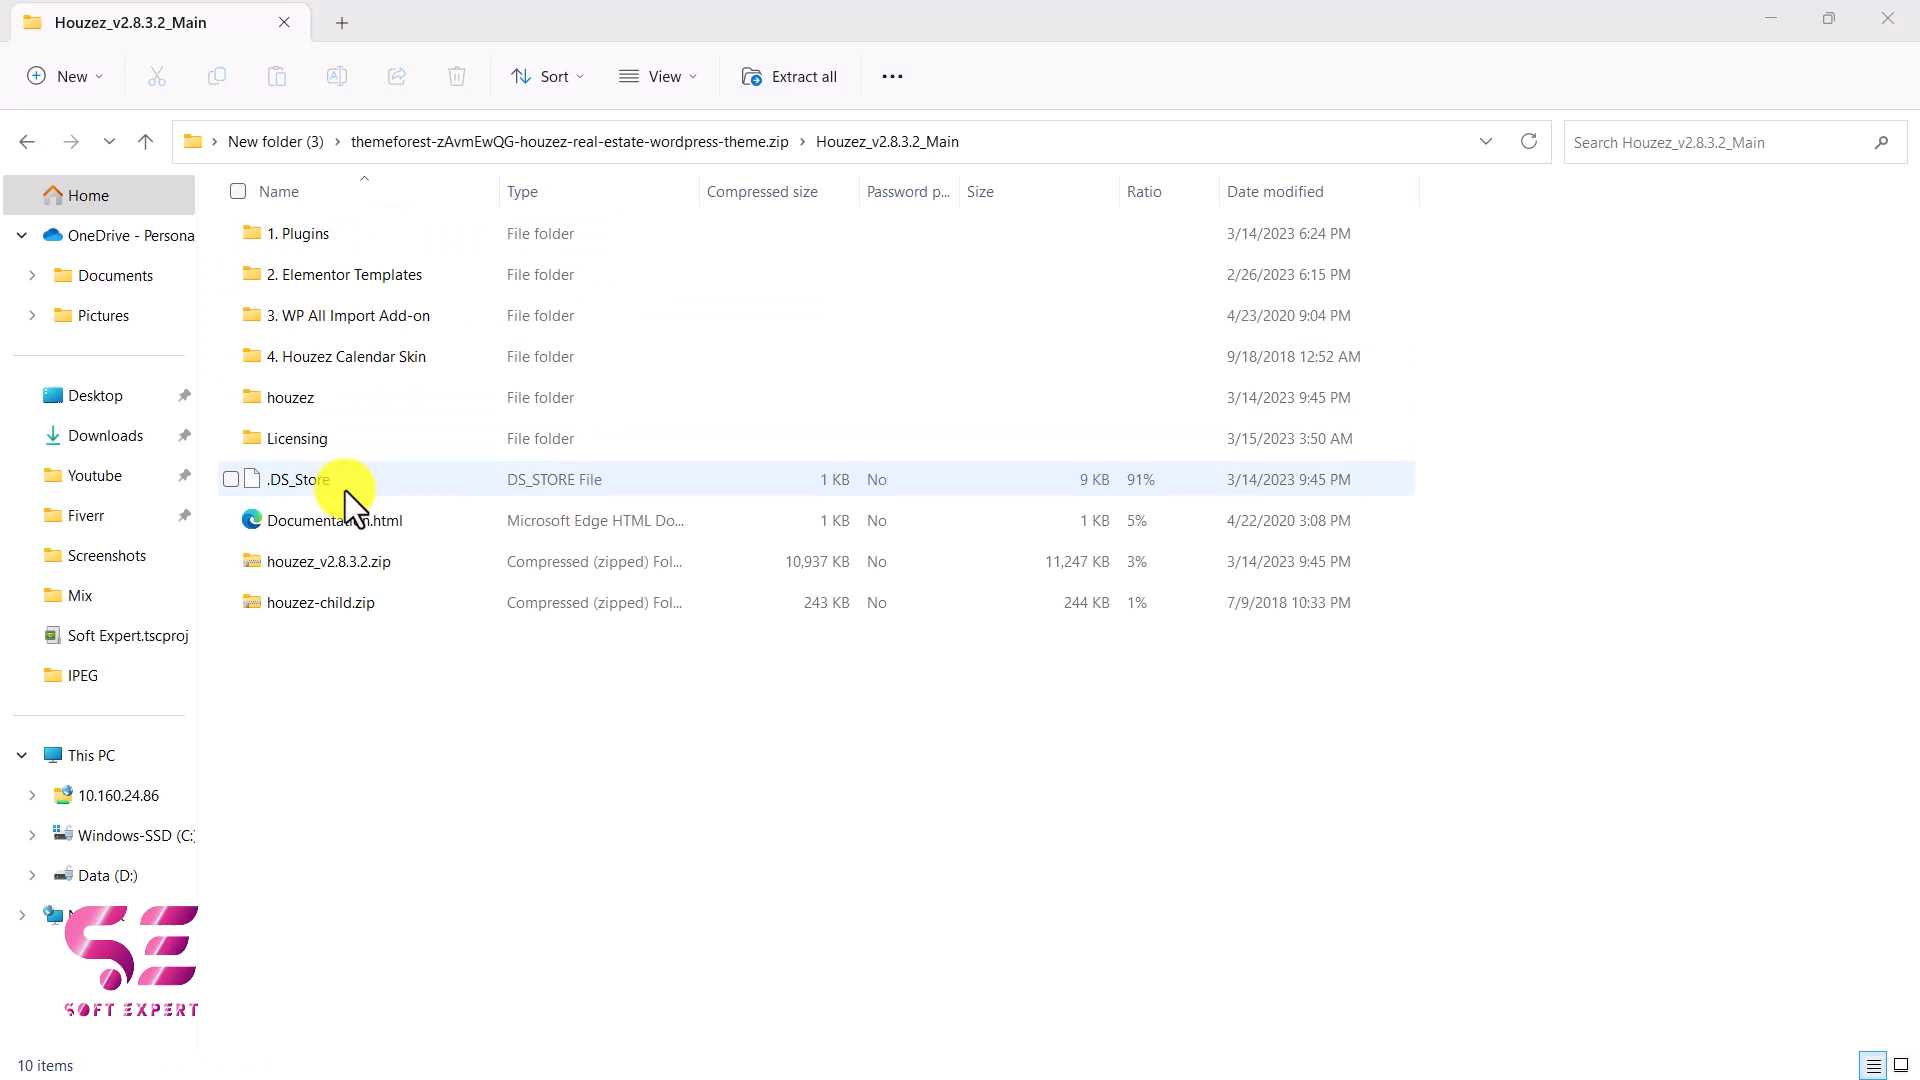 Houzez_v2.8.3.2_Main
New
Sort
View
Extract all
New folder (3) themeforest-zAvmEwQG-houzez-real-estate-wordpress-theme.zip Houzez_v2.8.3.2_Main
Search Houzez_v2.8.3.2_Main
Home
OneDrive - Persona
Documents
Pictures
Desktop
Downloads
Youtube
Fiverr
Screenshots
Mix
Soft Expert.tscproj
IPEG
This PC
10.160.24.86
Windows-SSD (C:
Data (D:)
SE
SOFT EXPERT
Name Type Compressed size Password p... Size Ratio Date modified
1. Plugins File folder 3/14/2023 6:24 PM
2. Elementor Templates File folder 2/26/2023 6:15 PM
3. WP All Import Add-on File folder 4/23/2020 9:04 PM
4. Houzez Calendar Skin File folder 9/18/2018 12:52 AM
houzez File folder 3/14/2023 9:45 PM
Licensing File folder 3/15/2023 3:50 AM
.DS_Store DS_STORE File 1 KB No 9 KB 91% 3/14/2023 9:45 PM
Documentation.html Microsoft Edge HTML Do... 1 KB No 1 KB 5% 4/22/2020 3:08 PM
houzez_v2.8.3.2.zip Compressed (zipped) Fol... 10,937 KB No 11,247 KB 3% 3/14/2023 9:45 PM
houzez-child.zip Compressed (zipped) Fol... 243 KB No 244 KB 1% 7/9/2018 10:33 PM
10 items